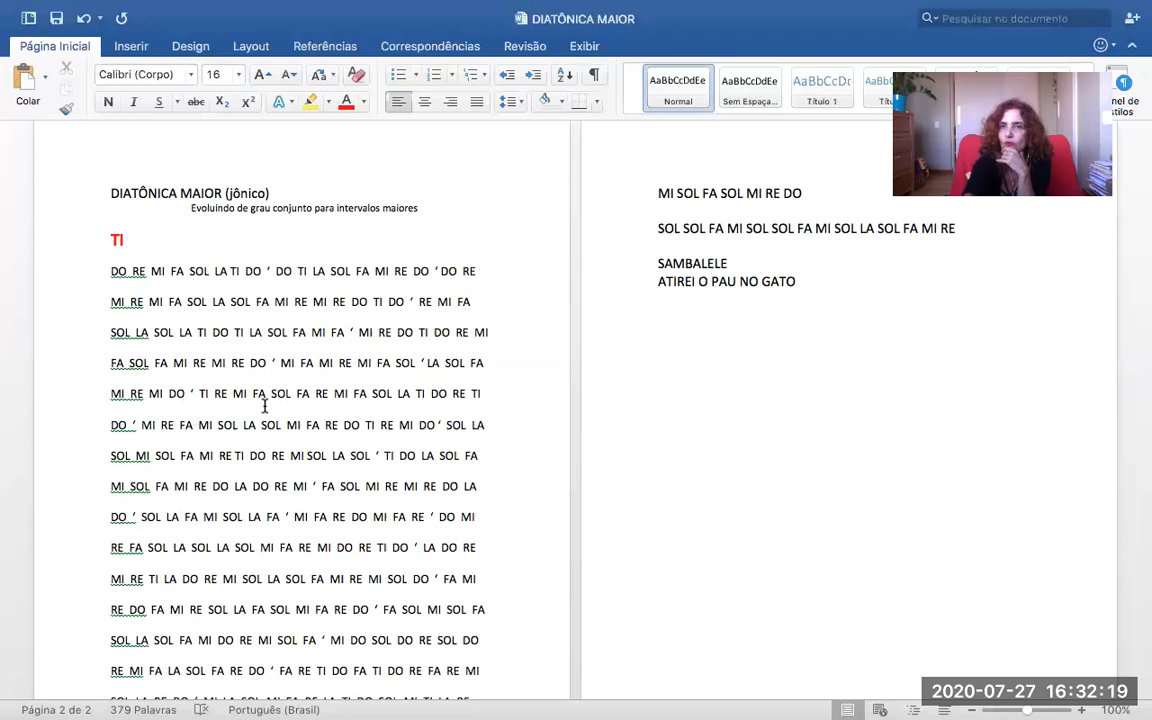 DIATÔNICA MAIOR
Pesquisar no documento
Página Inicial Inserir Design Layout Referências Correspondências Revisão Exibir
Colar
Calibri (Corpo) 16
AaBbCcDdEe AaBbCcDdEe AaBbCcDc
Normal Sem Espaça... Título 1
DIATÔNICA MAIOR (jônico)
Evoluindo de grau conjunto para intervalos maiores
TI
DO RE MI FA SOL LA TI DO ‘ DO TI LA SOL FA MI RE DO ‘ DO RE
MI RE MI FA SOL LA SOL FA MI RE MI RE DO TI DO ‘ RE MI FA
SOL LA SOL LA TI DO TI LA SOL FA MI FA ‘ MI RE DO TI DO RE MI
FA SOL FA MI RE MI RE DO ‘ MI FA MI RE MI FA SOL ‘ LA SOL FA
MI RE MI DO ‘ TI RE MI FA SOL FA RE MI FA SOL LA TI DO RE TI
DO ‘ MI RE FA MI SOL LA SOL MI FA RE DO TI RE MI DO ‘ SOL LA
SOL MI SOL FA MI RE TI DO RE MI SOL LA SOL ‘ TI DO LA SOL FA
MI SOL FA MI RE DO LA DO RE MI ‘ FA SOL MI RE MI RE DO LA
DO ‘ SOL LA FA MI SOL LA FA ‘ MI FA RE DO MI FA RE ‘ DO MI
RE FA SOL LA SOL LA SOL MI FA RE MI DO RE TI DO ‘ LA DO RE
MI RE TI LA DO RE MI SOL LA SOL FA MI RE MI SOL DO ‘ FA MI
RE DO FA MI RE SOL LA FA SOL MI FA RE DO ‘ FA SOL MI SOL FA
SOL LA SOL FA MI DO RE MI SOL FA ‘ MI DO SOL DO RE SOL DO
RE MI FA LA SOL FA RE DO ‘ FA RE TI DO FA TI DO RE FA RE MI
MI SOL FA SOL MI RE DO
SOL SOL FA MI SOL SOL FA MI SOL LA SOL FA MI RE
SAMBALELE
ATIREI O PAU NO GATO
Página 2 de 2 379 Palavras Português (Brasil)
2020-07-27 16:32:19
100%